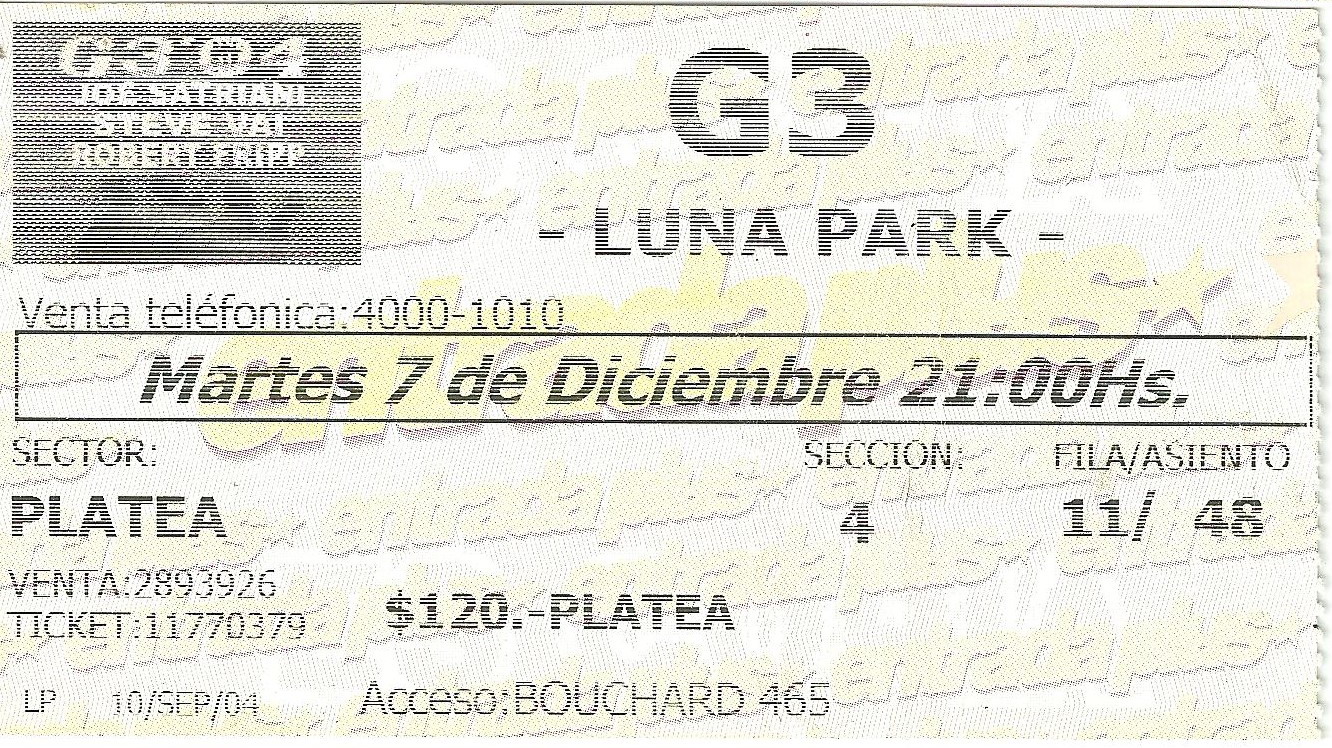 G3'04
JOE SATRIANI
STEVE VAI
ROBERT FRIPP
G3
- LUNA PARK -
Venta teléfonica:4000-1010
Martes 7 de Diciembre 21:00Hs.
SECTOR: SECCION: FILA/ASIENTO
PLATEA 4 11/ 48
VENTA:2893926
TICKET:11770379
$120.-PLATEA
LP 10/SEP/04 Acceso:BOUCHARD 465
entrada plus